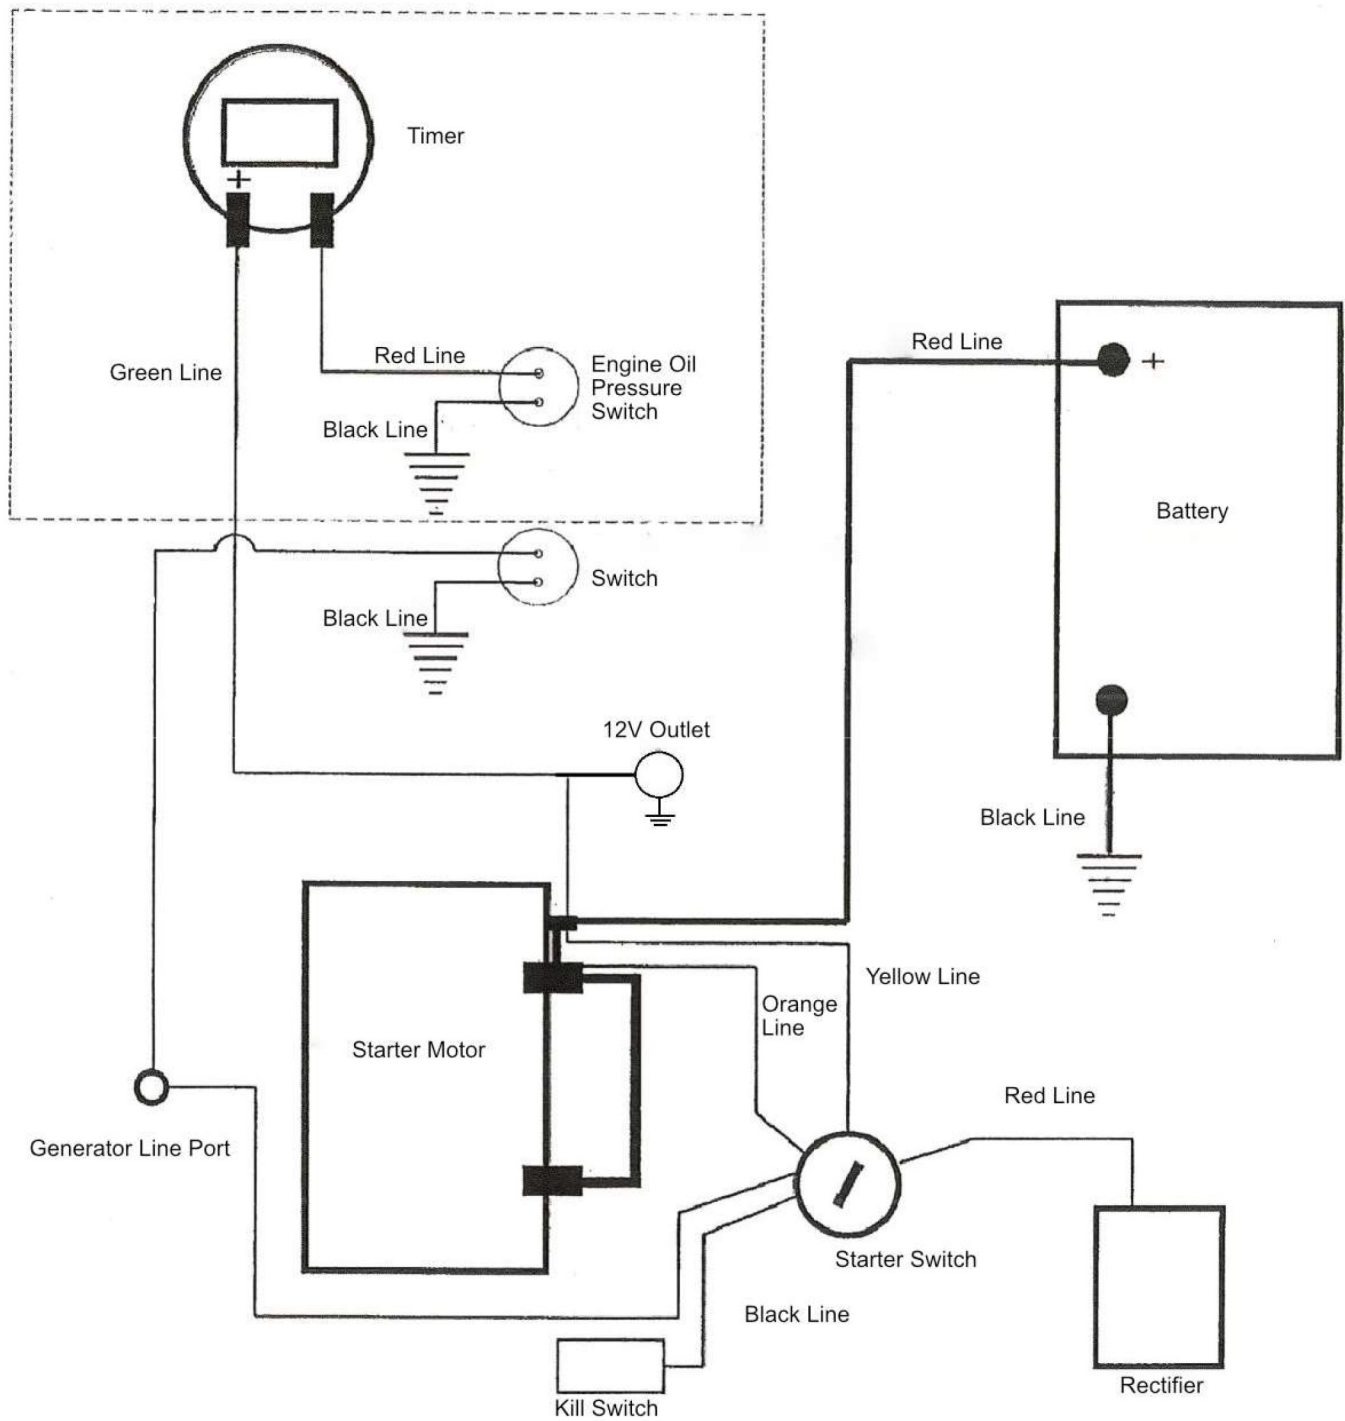 Timer
+
Red Line
Green Line
Engine Oil
Pressure
Switch
Black Line
Red Line
+
Battery
Switch
Black Line
12V Outlet
Black Line
Yellow Line
Orange
Line
Starter Motor
Red Line
Generator Line Port
Starter Switch
Black Line
Rectifier
Kill Switch